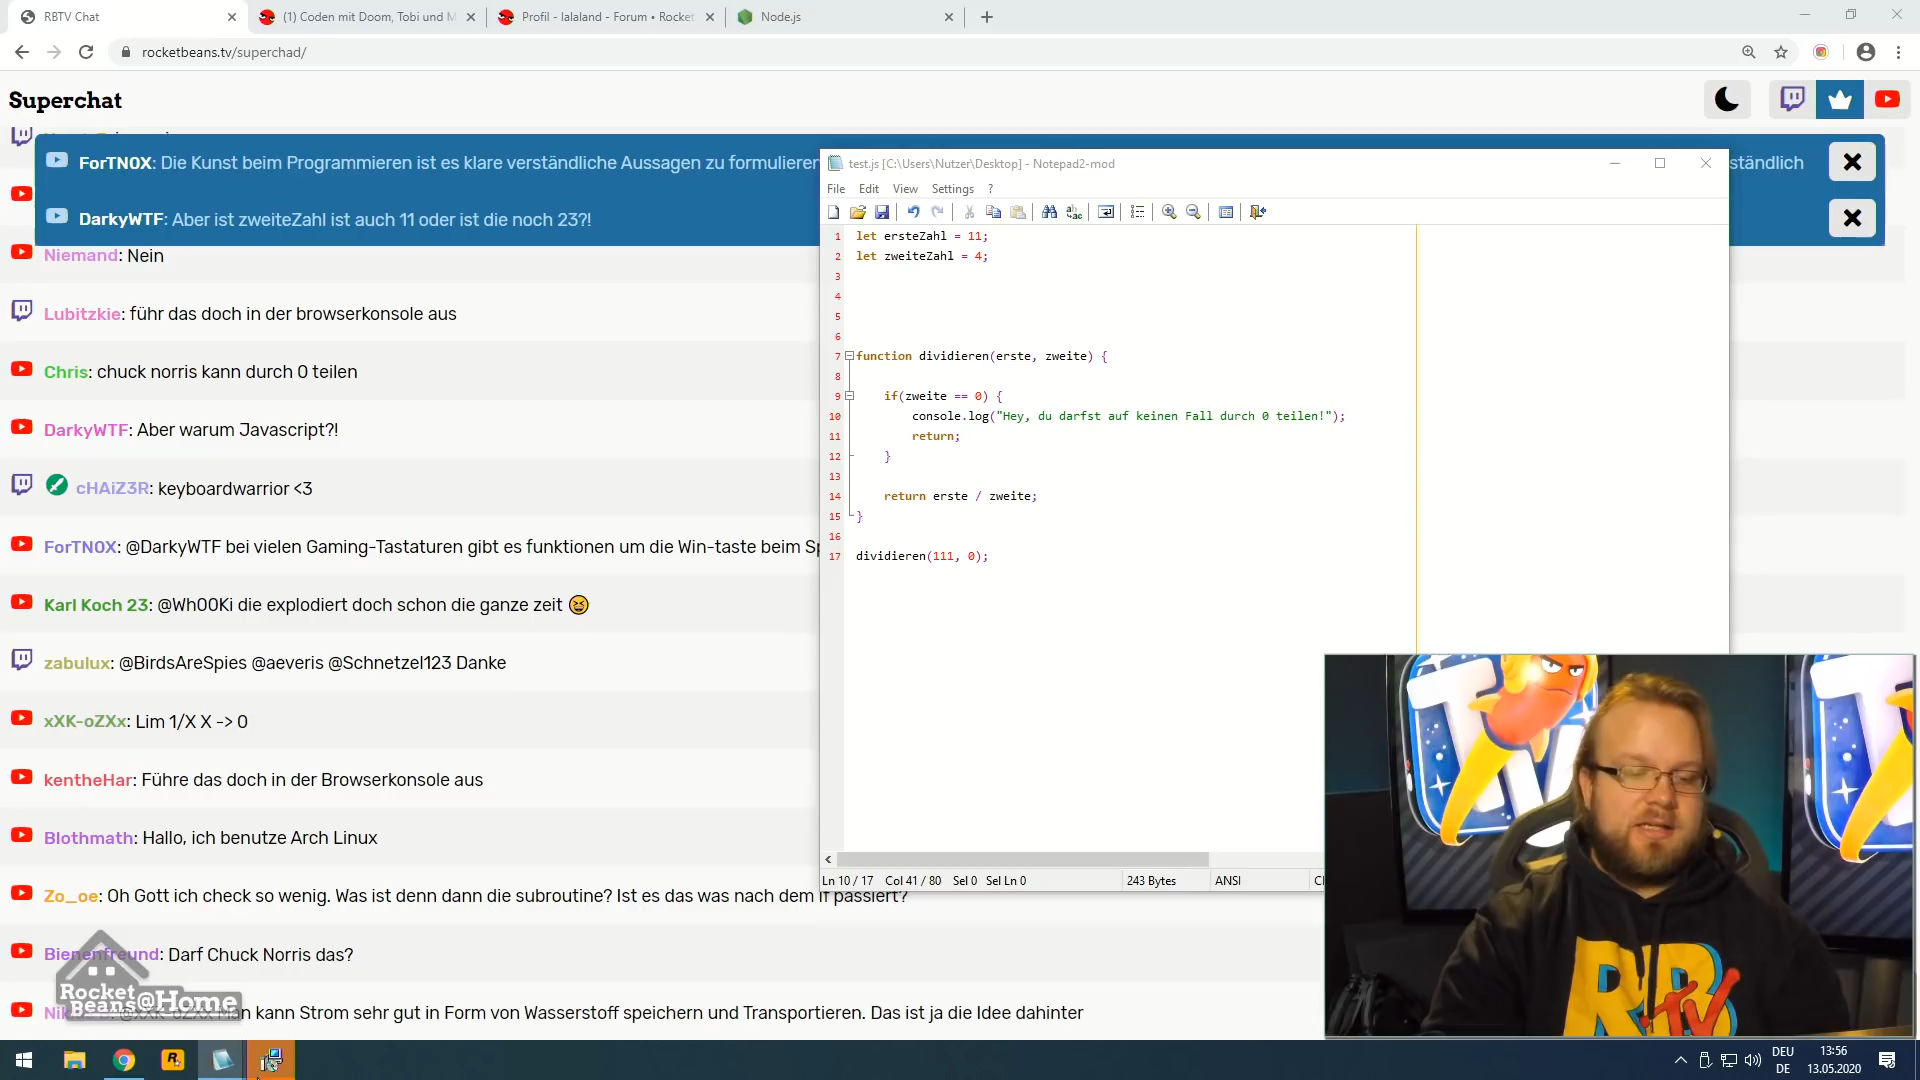 RBTV Chat
(1) Coden mit Doom, Tobi und M
Profil - lalaland - Forum • Rocket
Node.js
rocketbeans.tv/superchad/
Superchat
ForTN0X: Die Kunst beim Programmieren ist es klare verständliche Aussagen zu formulieren
ständlich
DarkyWTF: Aber ist zweiteZahl ist auch 11 oder ist die noch 23?!
Niemand: Nein
Lubitzkie: führ das doch in der browserkonsole aus
Chris: chuck norris kann durch 0 teilen
DarkyWTF: Aber warum Javascript?!
cHAiZ3R: keyboardwarrior <3
ForTN0X: @DarkyWTF bei vielen Gaming-Tastaturen gibt es funktionen um die Win-taste beim Sp
Karl Koch 23: @Wh00Ki die explodiert doch schon die ganze zeit 😆
zabulux: @BirdsAreSpies @aeveris @Schnetzel123 Danke
xXK-oZXx: Lim 1/X X -> 0
kentheHar: Führe das doch in der Browserkonsole aus
Blothmath: Hallo, ich benutze Arch Linux
Zo_oe: Oh Gott ich check so wenig. Was ist denn dann die subroutine? Ist es das was nach dem if passiert?
Bienenfreund: Darf Chuck Norris das?
Man kann Strom sehr gut in Form von Wasserstoff speichern und Transportieren. Das ist ja die Idee dahinter
Rocket
Beans@Home
test.js [C:\Users\Nutzer\Desktop] - Notepad2-mod
File Edit View Settings ?
1 let ersteZahl = 11;
2 let zweiteZahl = 4;
3
4
5
6
7 function dividieren(erste, zweite) {
8
9 if(zweite == 0) {
10 console.log("Hey, du darfst auf keinen Fall durch 0 teilen!");
11 return;
12 }
13
14 return erste / zweite;
15 }
16
17 dividieren(111, 0);
Ln 10 / 17 Col 41 / 80 Sel 0 Sel Ln 0 243 Bytes ANSI
RB
TV
DEU
DE
13:56
13.05.2020